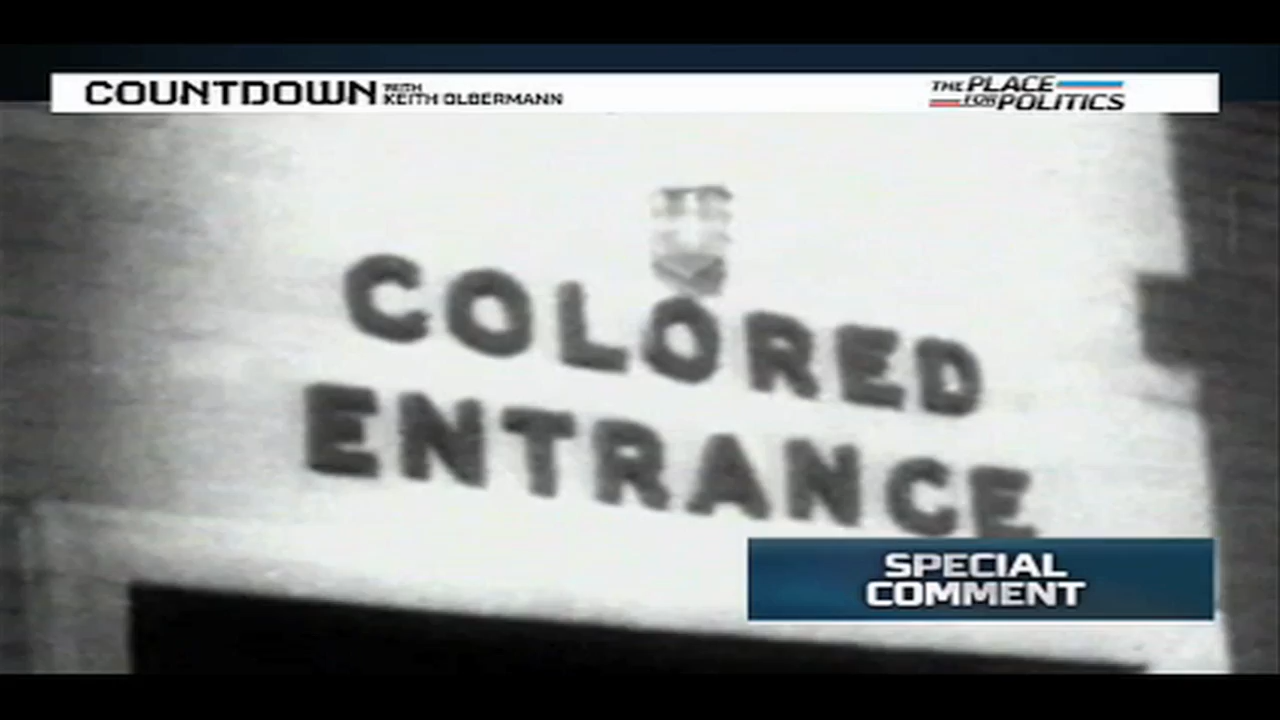 COUNTDOWN WITH KEITH OLBERMANN
THE PLACE FOR POLITICS
COLORED
ENTRANCE
SPECIAL
COMMENT